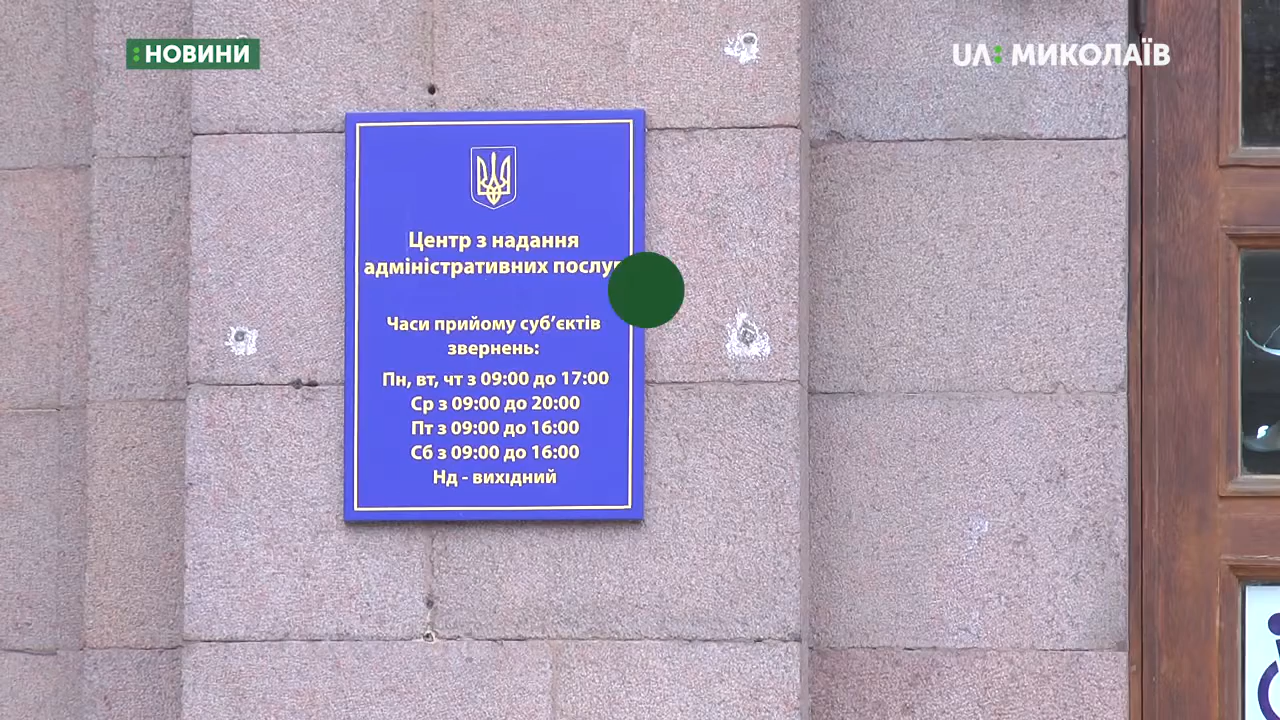 :НОВИНИ
UA: МИКОЛАЇВ
Центр з надання
адміністративних
Часи прийому суб’єктів
звернень:
Пн, вт, чт з 09:00 до 17:00
Ср з 09:00 до 20:00
Пт з 09:00 до 16:00
Сб з 09:00 до 16:00
Нд - вихідний